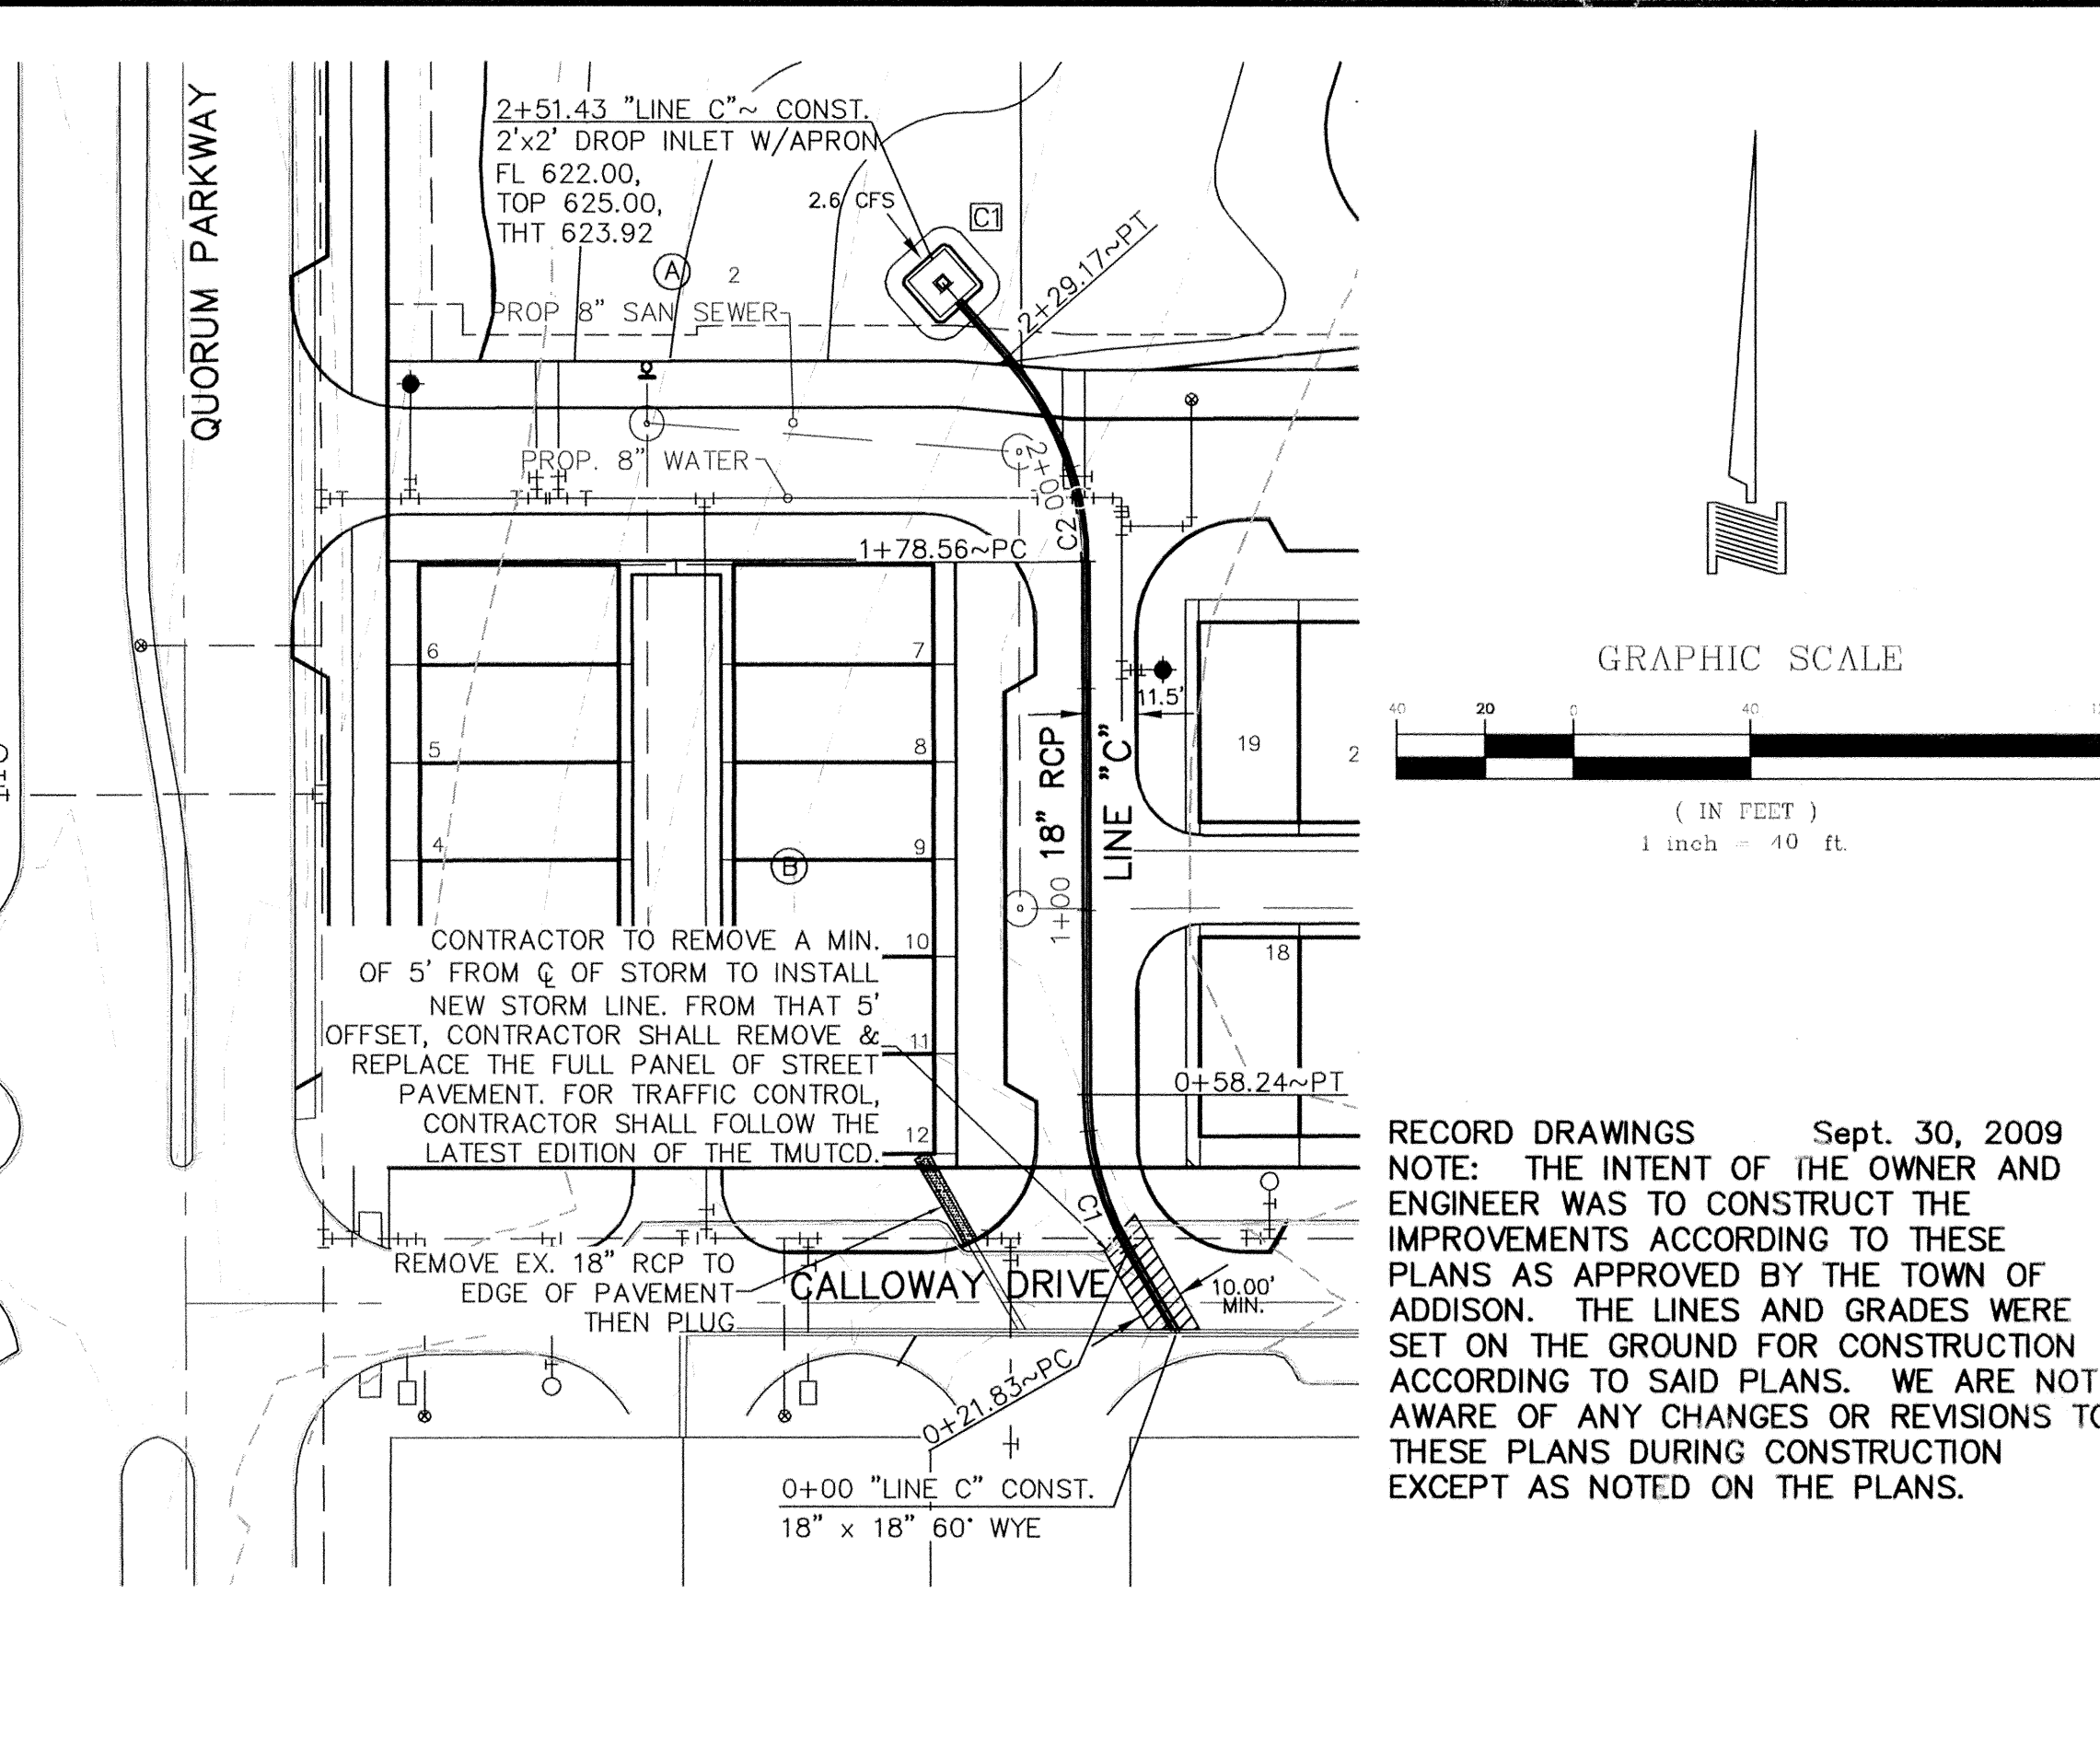 QUORUM PARKWAY
2+51.43 "LINE C"~ CONST.
2'x2' DROP INLET W/APRON
FL 622.00,
TOP 625.00,
THT 623.92
2.6 CFS
C1
2+29.17~PT
A 2
PROP 8" SAN SEWER
PROP. 8" WATER
2+00
C2
1+78.56~PC
6
7
5
8
4
9
B
10
11
12
11.5'
18" RCP
LINE "C"
1+00
19
2
18
CONTRACTOR TO REMOVE A MIN.
OF 5' FROM ℄ OF STORM TO INSTALL
NEW STORM LINE. FROM THAT 5'
OFFSET, CONTRACTOR SHALL REMOVE &
REPLACE THE FULL PANEL OF STREET
PAVEMENT. FOR TRAFFIC CONTROL,
CONTRACTOR SHALL FOLLOW THE
LATEST EDITION OF THE TMUTCD.
0+58.24~PT
C1
REMOVE EX. 18" RCP TO
EDGE OF PAVEMENT
THEN PLUG
CALLOWAY DRIVE
10.00'
MIN.
0+21.83~PC
0+00 "LINE C" CONST.
18" x 18" 60° WYE
GRAPHIC SCALE
40 20 0 40
( IN FEET )
1 inch = 40 ft.
RECORD DRAWINGS Sept. 30, 2009
NOTE: THE INTENT OF THE OWNER AND
ENGINEER WAS TO CONSTRUCT THE
IMPROVEMENTS ACCORDING TO THESE
PLANS AS APPROVED BY THE TOWN OF
ADDISON. THE LINES AND GRADES WERE
SET ON THE GROUND FOR CONSTRUCTION
ACCORDING TO SAID PLANS. WE ARE NOT
AWARE OF ANY CHANGES OR REVISIONS TO
THESE PLANS DURING CONSTRUCTION
EXCEPT AS NOTED ON THE PLANS.